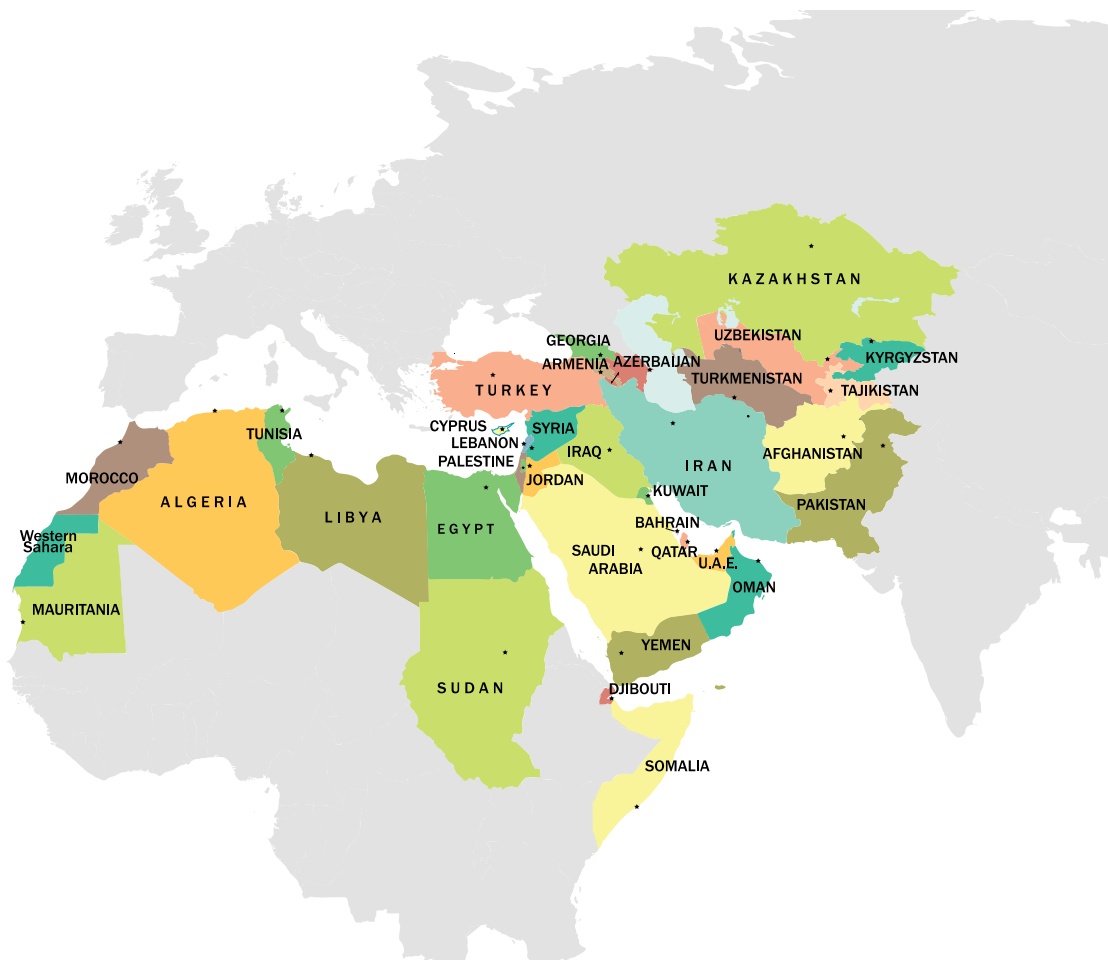 KAZAKHSTAN
UZBEKISTAN
GEORGIA
KYRGYZSTAN
ARMENIA
AZERBAIJAN
TURKMENISTAN
TURKEY
TAJIKISTAN
CYPRUS
SYRIA
TUNISIA
LEBANON
IRAQ
AFGHANISTAN
PALESTINE
IRAN
MOROCCO
JORDAN
KUWAIT
ALGERIA
PAKISTAN
LIBYA
BAHRAIN
EGYPT
Western
Sahara
SAUDI
ARABIA
QATAR
U.A.E.
OMAN
MAURITANIA
YEMEN
SUDAN
DJIBOUTI
SOMALIA